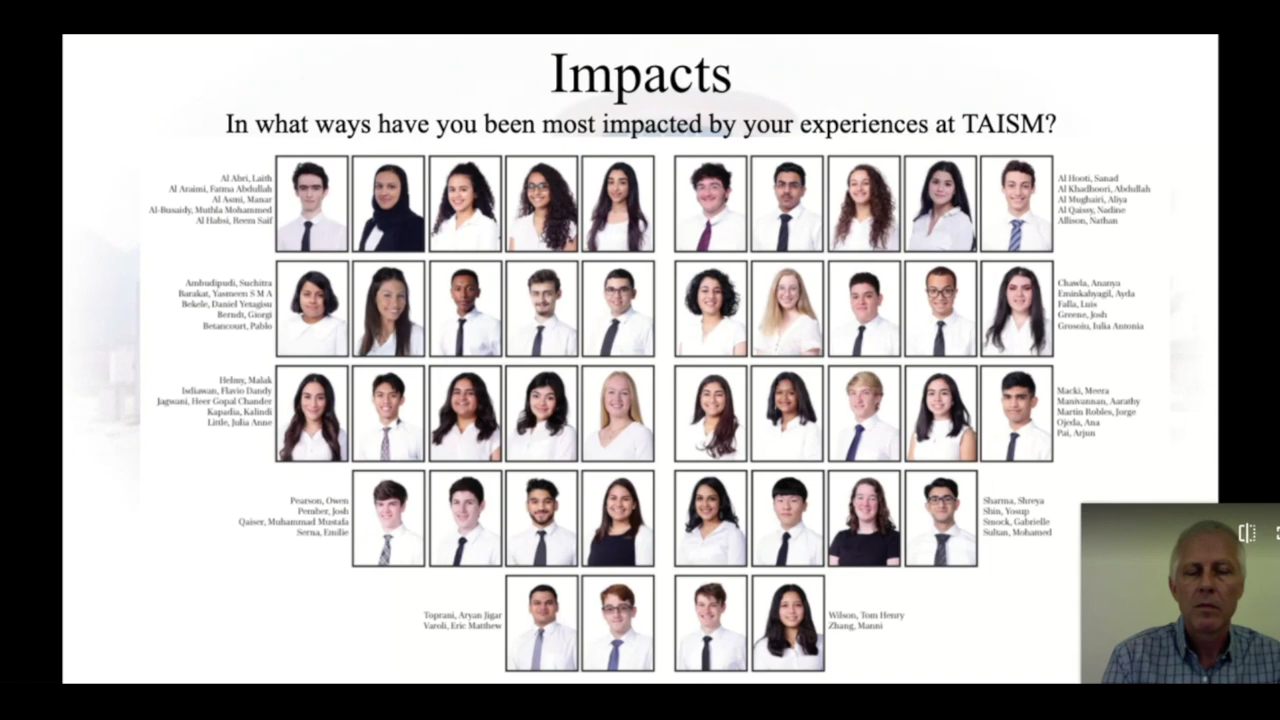 Impacts
In what ways have you been most impacted by your experiences at TAISM?
Al Abri, Laith
Al Araimi, Fatma Abdullah
Al Asmi, Manar
Al-Busaidy, Muthla Mohammed
Al Habsi, Reem Saif
Al Hooti, Sanad
Al Khadhoori, Abdullah
Al Mughairi, Aliya
Al Qaissy, Nadine
Allison, Nathan
Ambudipudi, Suchitra
Barakat, Yasmeen S M A
Bekele, Daniel Yetagisu
Berndt, Giorgi
Betancourt, Pablo
Chawla, Ananya
Eminkahyagil, Ayda
Falla, Luis
Greene, Josh
Grosoiu, Iulia Antonia
Helmy, Malak
Isdiawan, Flavio Dandy
Jagwani, Heer Gopal Chander
Kapadia, Kalindi
Little, Julia Anne
Macki, Meera
Manivannan, Aarathy
Martin Robles, Jorge
Ojeda, Ana
Pai, Arjun
Pearson, Owen
Pember, Josh
Qaiser, Muhammad Mustafa
Serna, Emilie
Sharma, Shreya
Shin, Yosup
Smock, Gabrielle
Sultan, Mohamed
Toprani, Aryan Jigar
Varoli, Eric Matthew
Wilson, Tom Henry
Zhang, Manni